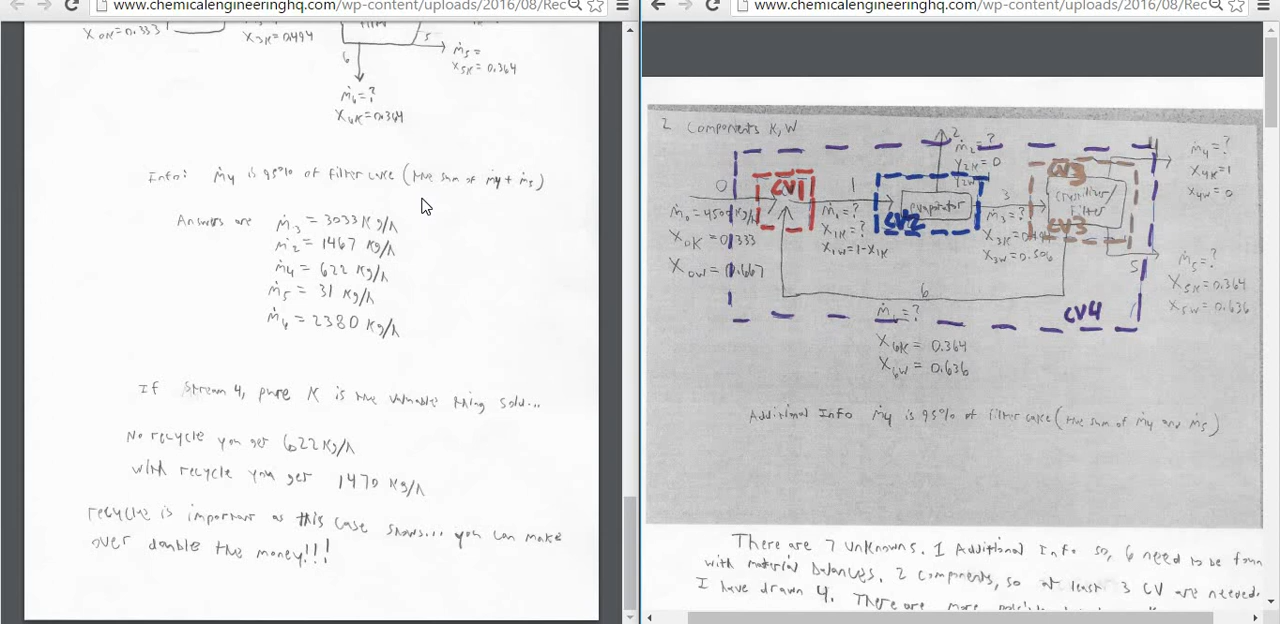 www.chemicalengineeringhq.com/wp-content/uploads/2016/08/Rec
X0K=0.333
X3K=0.494
5
ṁ5=
X5K=0.364
6
ṁ6=?
X6K=0.364
Info: ṁ4 is 95% of filter cake (the sum of ṁ4+ṁ5)
Answers are ṁ3 = 3033 Kg/h
ṁ2 = 1467 Kg/h
ṁ4 = 622 Kg/h
ṁ5 = 31 Kg/h
ṁ6 = 2380 Kg/h
If Stream 4, pure K is the valuable thing sold...
No recycle you get 622 Kg/h
with recycle you get 1470 Kg/h
recycle is important as this case shows... you can make
over double the money!!!
www.chemicalengineeringhq.com/wp-content/uploads/2016/08/Rec
2 Components K, W
0
ṁ0=4500 Kg/h
X0K = 0.333
X0W = 0.667
CV1
1
ṁ1=?
X1K=?
X1W=1-X1K
CV2
evaporator
2
ṁ2=?
Y2K=0
3
ṁ3=?
X3W=0.506
CV3
Crystallizer/
Filter
CV3
4
ṁ4=?
X4K=1
X4W=0
5
ṁ5=?
X5K=0.364
X5W=0.636
6
CV4
=?
X6K = 0.364
X6W = 0.636
Additional Info ṁ4 is 95% of filter cake (the sum of ṁ4 and ṁ5)
There are 7 unknowns. 1 Additional Info so, 6 need to be foun
with material balances. 2 components, so at least 3 CV are needed.
I have drawn 4. There are more